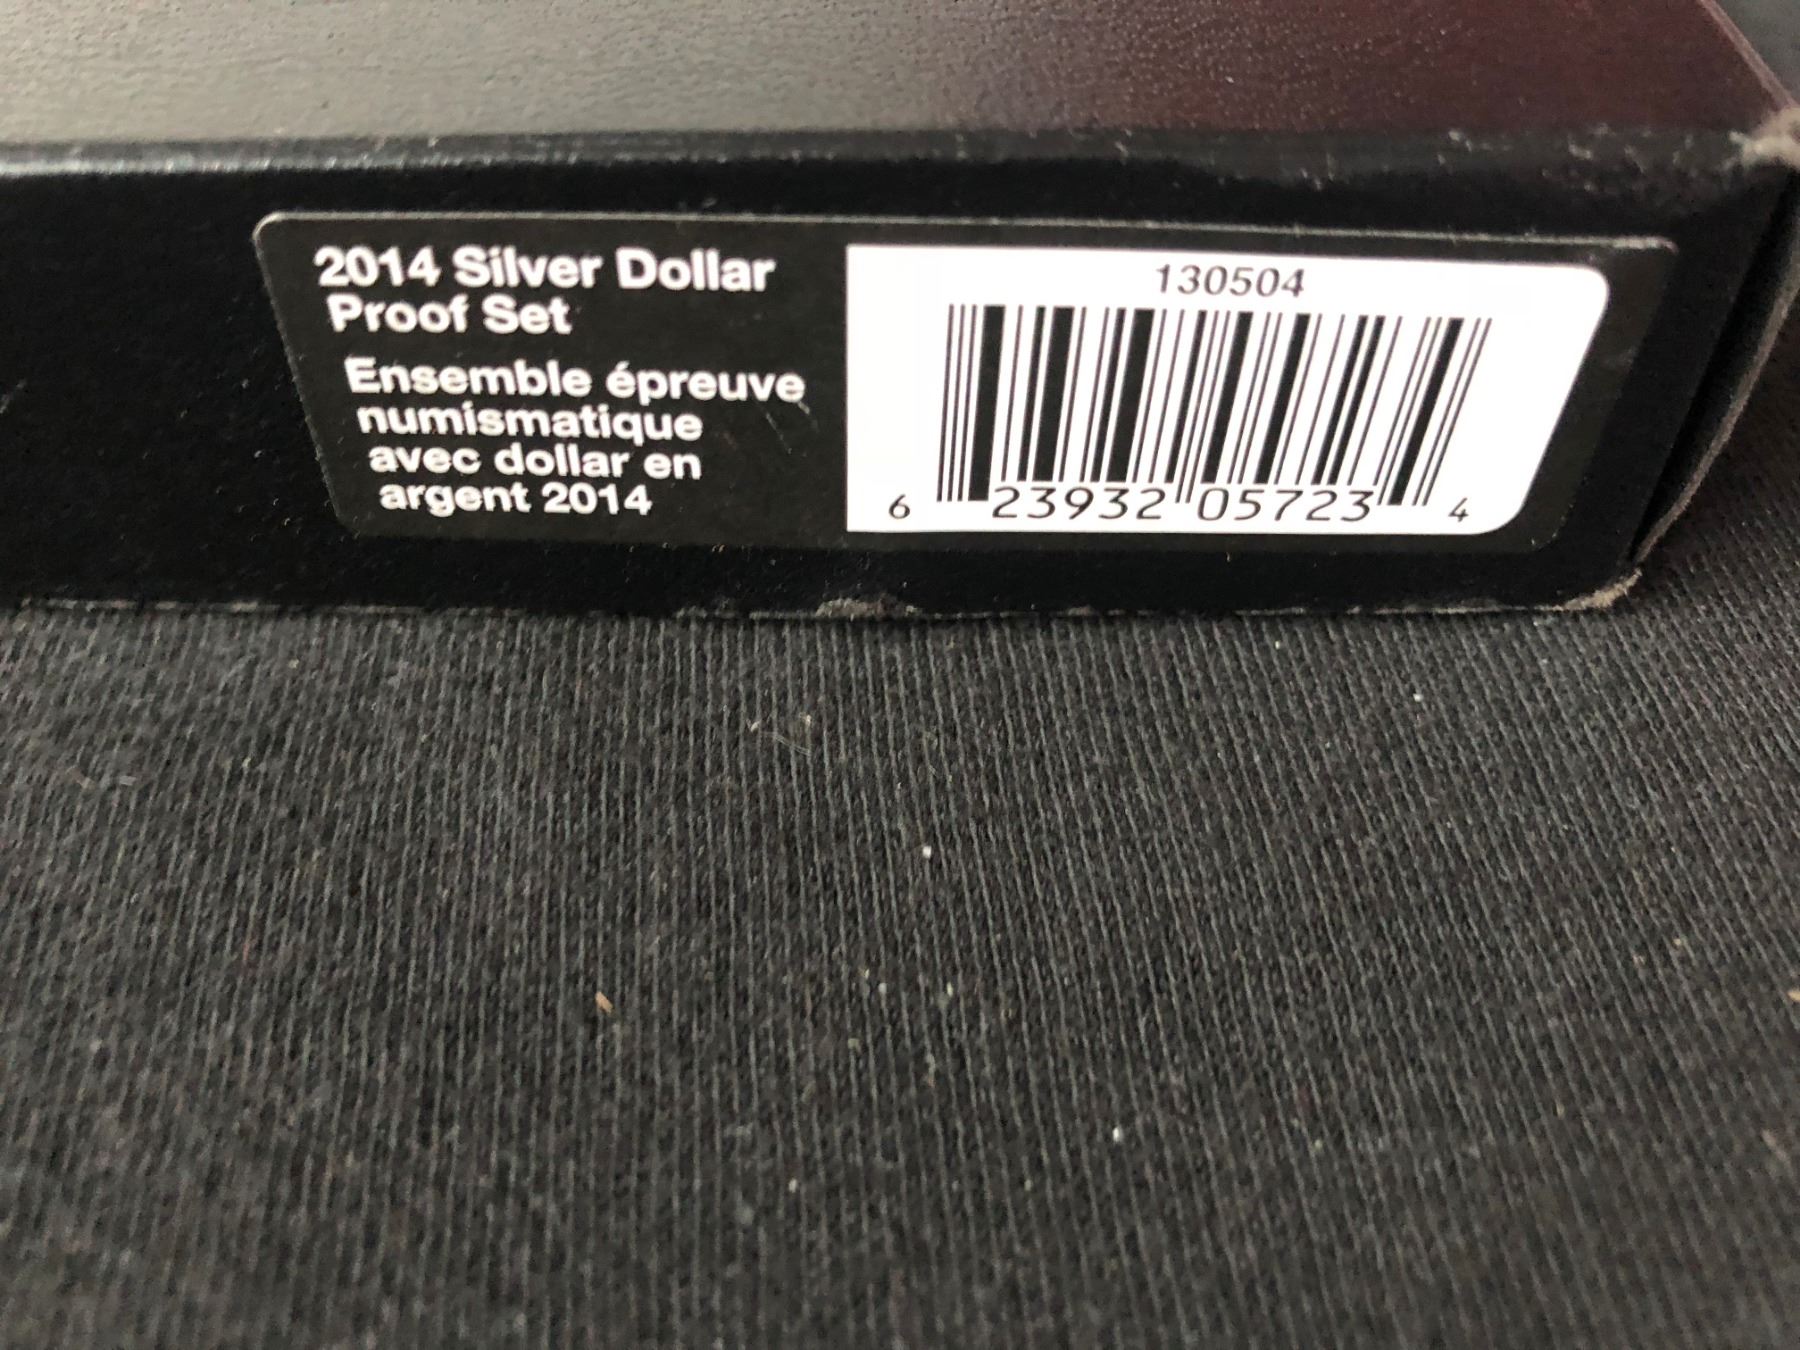 2014 Silver Dollar
Proof Set
Ensemble épreuve
numismatique
avec dollar en
argent 2014
130504
6 23932 05723 4